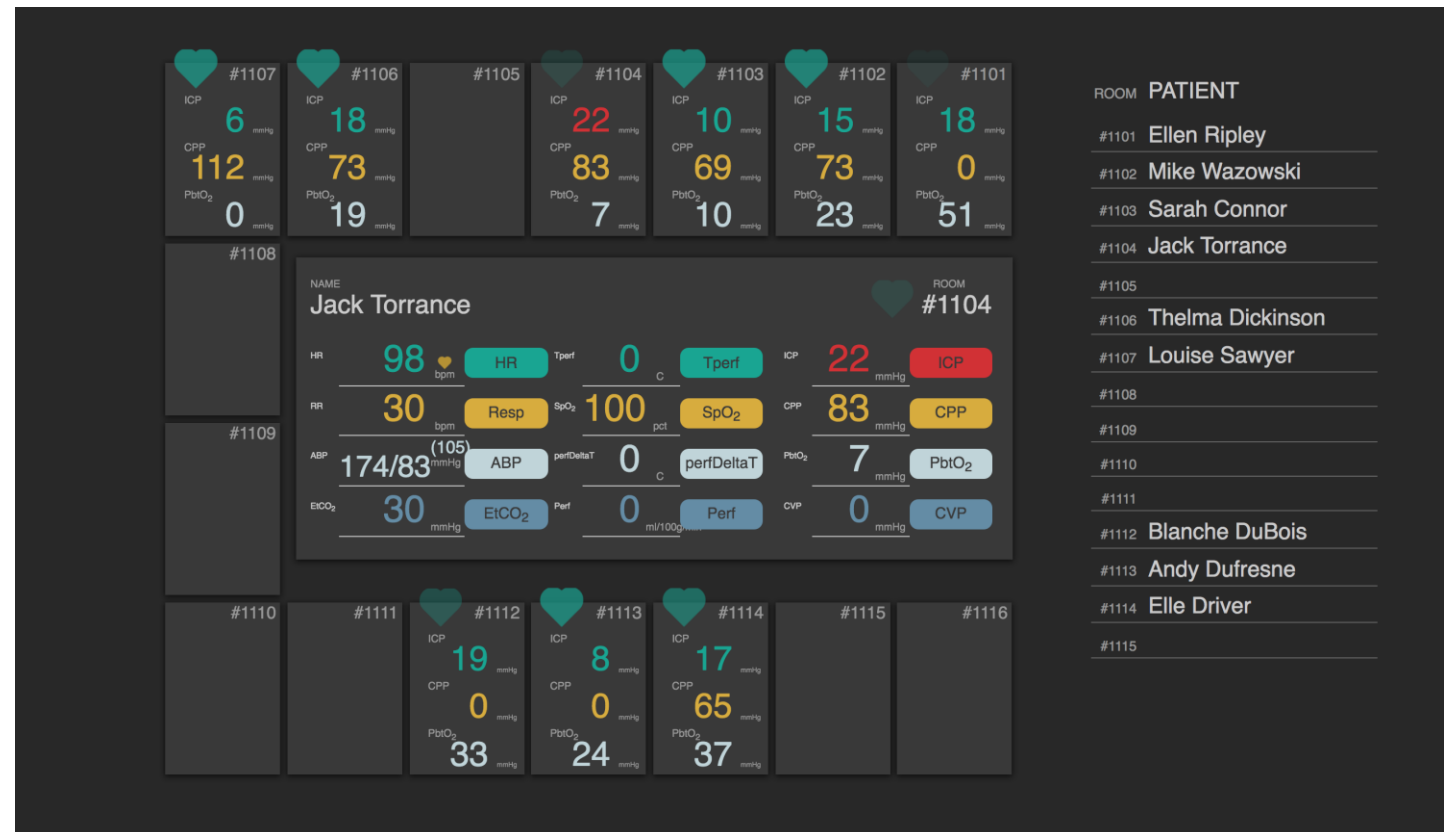 #1107 #1106 #1105 #1104 #1103 #1102 #1101
ICP ICP ICP ICP ICP ICP
6 mmHg 18 mmHg 22 mmHg 10 mmHg 15 mmHg 18 mmHg
CPP CPP CPP CPP CPP CPP
112 mmHg 73 mmHg 83 mmHg 69 mmHg 73 mmHg 0 mmHg
PbtO₂ PbtO₂ PbtO₂ PbtO₂ PbtO₂ PbtO₂
0 mmHg 19 mmHg 7 mmHg 10 mmHg 23 mmHg 51 mmHg
#1108
#1109
NAME ROOM
Jack Torrance #1104
HR 98 bpm HR Tperf 0 C Tperf ICP 22 mmHg ICP
RR 30 bpm Resp SpO₂ 100 pct SpO₂ CPP 83 mmHg CPP
ABP 174/83 (105) mmHg ABP perfDeltaT 0 C perfDeltaT PbtO₂ 7 mmHg PbtO₂
EtCO₂ 30 mmHg EtCO₂ Perf 0 Perf CVP 0 mmHg CVP
#1110 #1111 #1112 #1113 #1114 #1115 #1116
ICP ICP ICP
19 mmHg 8 mmHg 17 mmHg
CPP CPP CPP
0 mmHg 0 mmHg 65 mmHg
PbtO₂ PbtO₂ PbtO₂
33 mmHg 24 mmHg 37 mmHg
ROOM PATIENT
#1101 Ellen Ripley
#1102 Mike Wazowski
#1103 Sarah Connor
#1104 Jack Torrance
#1105
#1106 Thelma Dickinson
#1107 Louise Sawyer
#1108
#1109
#1110
#1111
#1112 Blanche DuBois
#1113 Andy Dufresne
#1114 Elle Driver
#1115